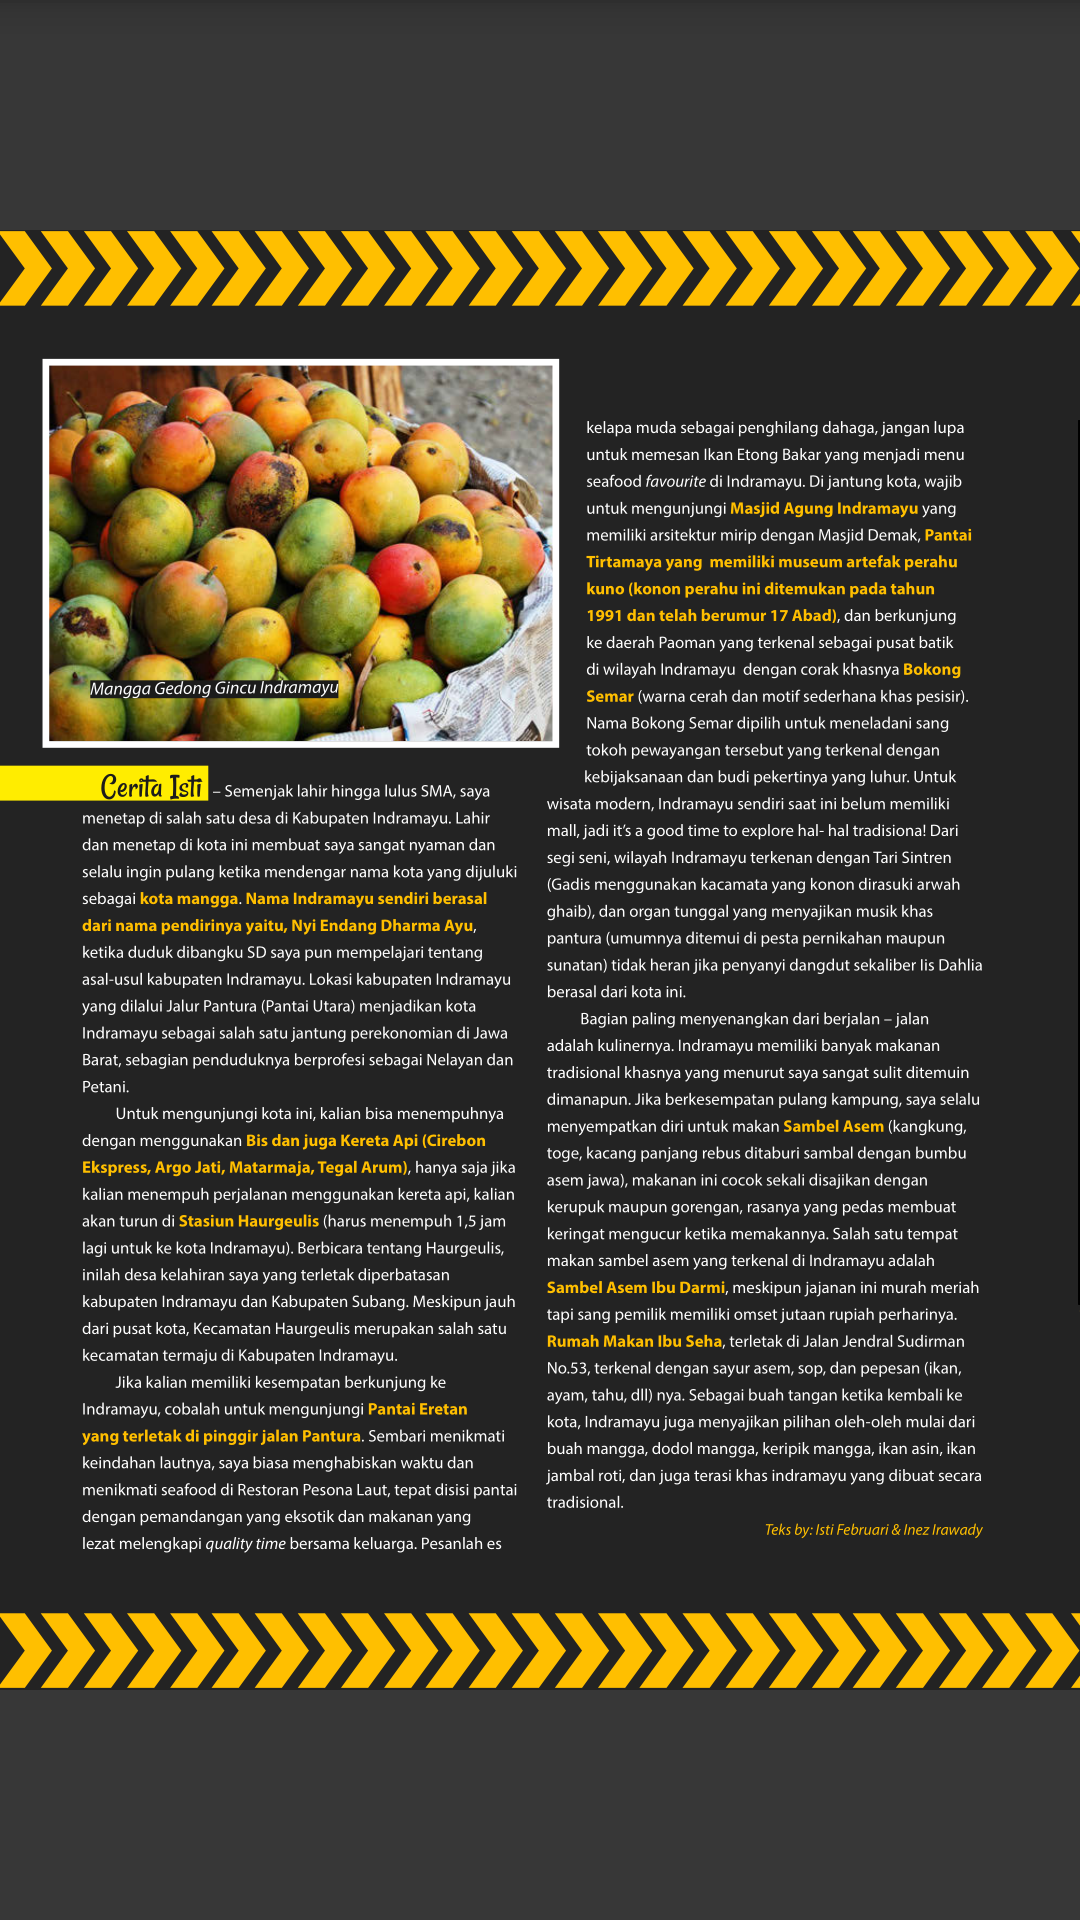 Mangga Gedong Gincu Indramayu
Cerita Isti – Semenjak lahir hingga lulus SMA, saya
menetap di salah satu desa di Kabupaten Indramayu. Lahir
dan menetap di kota ini membuat saya sangat nyaman dan
selalu ingin pulang ketika mendengar nama kota yang dijuluki
sebagai kota mangga. Nama Indramayu sendiri berasal
dari nama pendirinya yaitu, Nyi Endang Dharma Ayu,
ketika duduk dibangku SD saya pun mempelajari tentang
asal-usul kabupaten Indramayu. Lokasi kabupaten Indramayu
yang dilalui Jalur Pantura (Pantai Utara) menjadikan kota
Indramayu sebagai salah satu jantung perekonomian di Jawa
Barat, sebagian penduduknya berprofesi sebagai Nelayan dan
Petani.
Untuk mengunjungi kota ini, kalian bisa menempuhnya
dengan menggunakan Bis dan juga Kereta Api (Cirebon
Ekspress, Argo Jati, Matarmaja, Tegal Arum), hanya saja jika
kalian menempuh perjalanan menggunakan kereta api, kalian
akan turun di Stasiun Haurgeulis (harus menempuh 1,5 jam
lagi untuk ke kota Indramayu). Berbicara tentang Haurgeulis,
inilah desa kelahiran saya yang terletak diperbatasan
kabupaten Indramayu dan Kabupaten Subang. Meskipun jauh
dari pusat kota, Kecamatan Haurgeulis merupakan salah satu
kecamatan termaju di Kabupaten Indramayu.
Jika kalian memiliki kesempatan berkunjung ke
Indramayu, cobalah untuk mengunjungi Pantai Eretan
yang terletak di pinggir jalan Pantura. Sembari menikmati
keindahan lautnya, saya biasa menghabiskan waktu dan
menikmati seafood di Restoran Pesona Laut, tepat disisi pantai
dengan pemandangan yang eksotik dan makanan yang
lezat melengkapi quality time bersama keluarga. Pesanlah es
kelapa muda sebagai penghilang dahaga, jangan lupa
untuk memesan Ikan Etong Bakar yang menjadi menu
seafood favourite di Indramayu. Di jantung kota, wajib
untuk mengunjungi Masjid Agung Indramayu yang
memiliki arsitektur mirip dengan Masjid Demak, Pantai
Tirtamaya yang  memiliki museum artefak perahu
kuno (konon perahu ini ditemukan pada tahun
1991 dan telah berumur 17 Abad), dan berkunjung
ke daerah Paoman yang terkenal sebagai pusat batik
di wilayah Indramayu  dengan corak khasnya Bokong
Semar (warna cerah dan motif sederhana khas pesisir).
Nama Bokong Semar dipilih untuk meneladani sang
tokoh pewayangan tersebut yang terkenal dengan
kebijaksanaan dan budi pekertinya yang luhur. Untuk
wisata modern, Indramayu sendiri saat ini belum memiliki
mall, jadi it's a good time to explore hal- hal tradisiona! Dari
segi seni, wilayah Indramayu terkenan dengan Tari Sintren
(Gadis menggunakan kacamata yang konon dirasuki arwah
ghaib), dan organ tunggal yang menyajikan musik khas
pantura (umumnya ditemui di pesta pernikahan maupun
sunatan) tidak heran jika penyanyi dangdut sekaliber Iis Dahlia
berasal dari kota ini.
Bagian paling menyenangkan dari berjalan – jalan
adalah kulinernya. Indramayu memiliki banyak makanan
tradisional khasnya yang menurut saya sangat sulit ditemuin
dimanapun. Jika berkesempatan pulang kampung, saya selalu
menyempatkan diri untuk makan Sambel Asem (kangkung,
toge, kacang panjang rebus ditaburi sambal dengan bumbu
asem jawa), makanan ini cocok sekali disajikan dengan
kerupuk maupun gorengan, rasanya yang pedas membuat
keringat mengucur ketika memakannya. Salah satu tempat
makan sambel asem yang terkenal di Indramayu adalah
Sambel Asem Ibu Darmi, meskipun jajanan ini murah meriah
tapi sang pemilik memiliki omset jutaan rupiah perharinya.
Rumah Makan Ibu Seha, terletak di Jalan Jendral Sudirman
No.53, terkenal dengan sayur asem, sop, dan pepesan (ikan,
ayam, tahu, dll) nya. Sebagai buah tangan ketika kembali ke
kota, Indramayu juga menyajikan pilihan oleh-oleh mulai dari
buah mangga, dodol mangga, keripik mangga, ikan asin, ikan
jambal roti, dan juga terasi khas indramayu yang dibuat secara
tradisional.
Teks by: Isti Februari & Inez Irawady